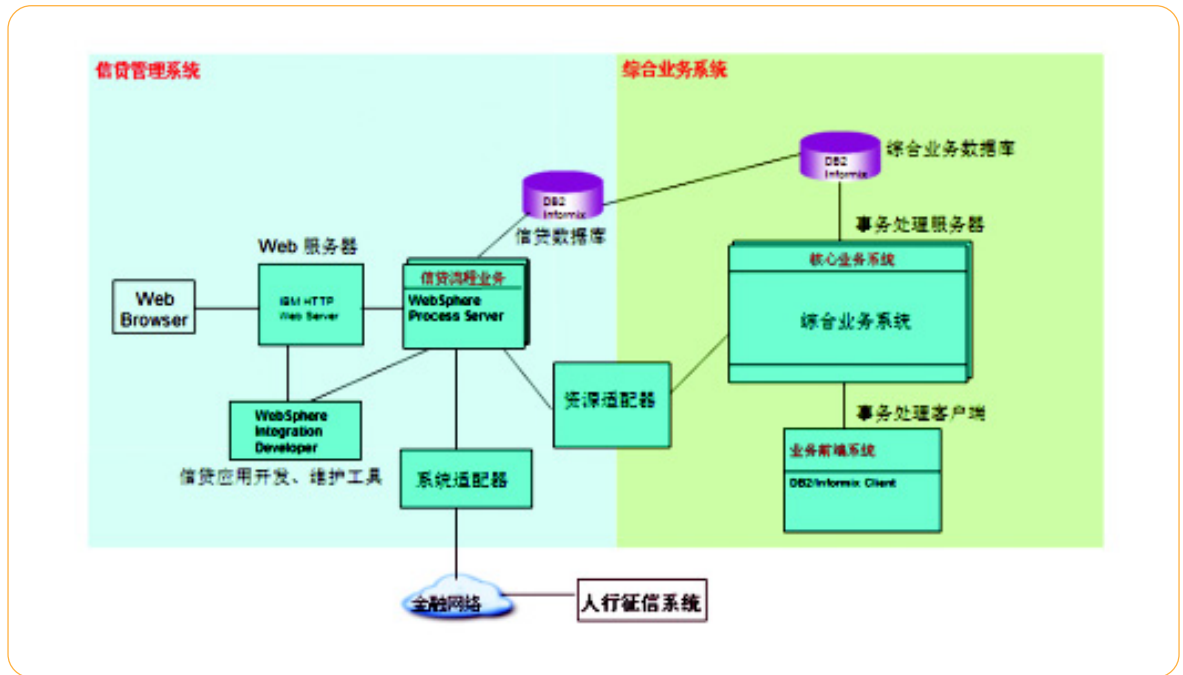 信贷管理系统
综合业务系统
DB2
Informix
综合业务数据库
DB2
Informix
信贷数据库
事务处理服务器
Web 服务器
核心业务系统
信贷流程业务
Web
Browser
IBM HTTP
Web Server
WebSphere
Process Server
综合业务系统
资源适配器
WebSphere
Integration
Developer
事务处理客户端
业务前端系统
信贷应用开发、维护工具
系统适配器
DB2/Informix Client
金融网络
人行征信系统